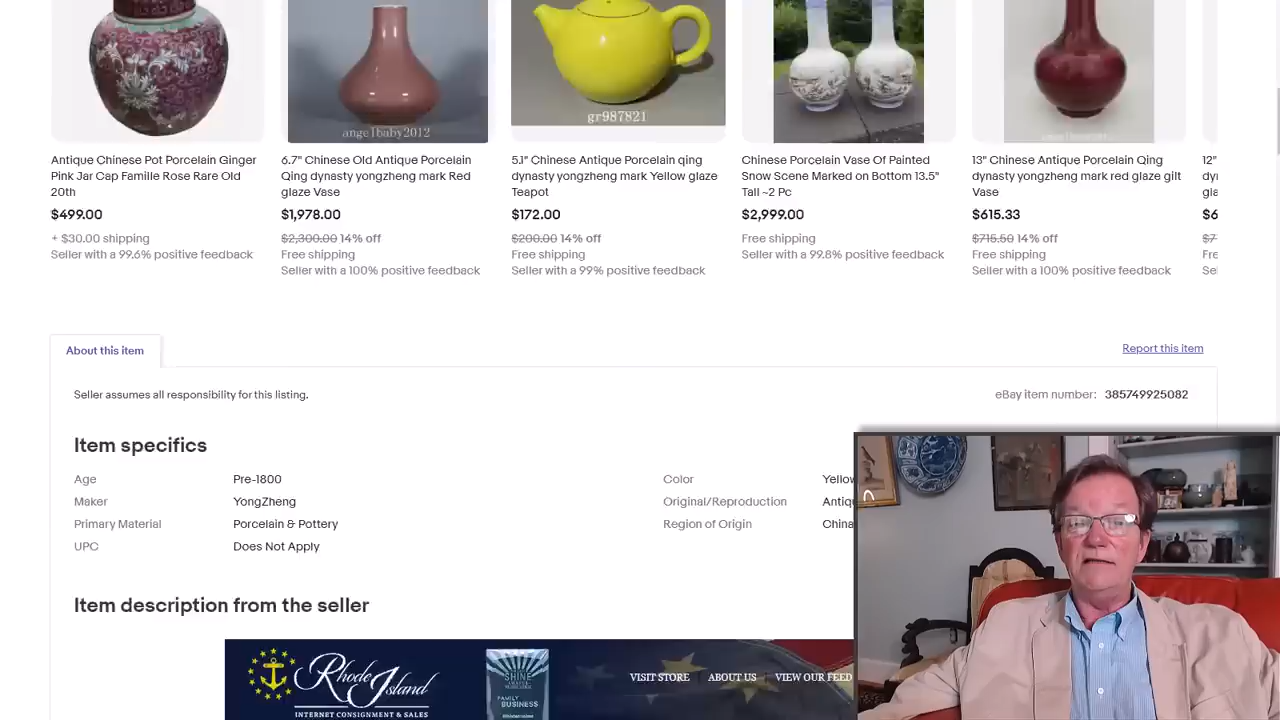 angelbaby2012
gr987821
Antique Chinese Pot Porcelain Ginger
Pink Jar Cap Famille Rose Rare Old
20th
$499.00
+ $30.00 shipping
Seller with a 99.6% positive feedback
6.7" Chinese Old Antique Porcelain
Qing dynasty yongzheng mark Red
glaze Vase
$1,978.00
$2,300.00 14% off
Free shipping
Seller with a 100% positive feedback
5.1" Chinese Antique Porcelain qing
dynasty yongzheng mark Yellow glaze
Teapot
$172.00
$200.00 14% off
Free shipping
Seller with a 99% positive feedback
Chinese Porcelain Vase Of Painted
Snow Scene Marked on Bottom 13.5"
Tall ~2 Pc
$2,999.00
Free shipping
Seller with a 99.8% positive feedback
13" Chinese Antique Porcelain Qing
dynasty yongzheng mark red glaze gilt
Vase
$615.33
$715.50 14% off
Free shipping
Seller with a 100% positive feedback
12"
About this item
Report this item
Seller assumes all responsibility for this listing.
eBay item number: 385749925082
Item specifics
Age Pre-1800
Color Yellow
Maker YongZheng
Original/Reproduction
Primary Material Porcelain & Pottery
Region of Origin China
UPC Does Not Apply
Item description from the seller
Rhode Island
INTERNET CONSIGNMENT & SALES
SHINE
FAMILY
BUSINESS
VISIT STORE
ABOUT US
VIEW OUR FEED